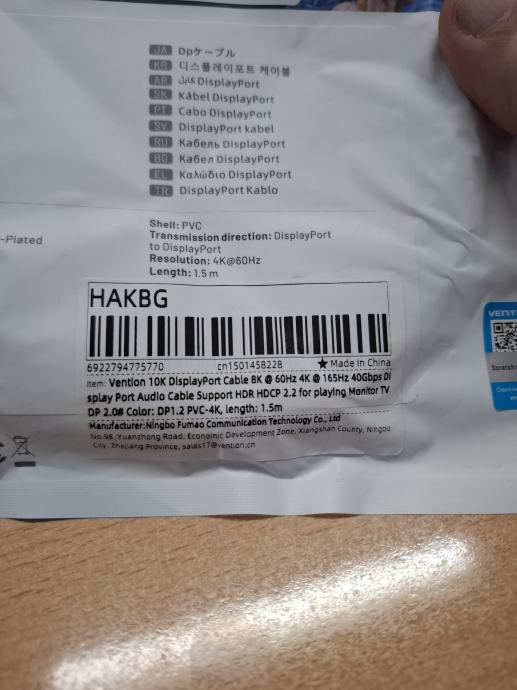 JA Dpケーブル
KR 디스플레이포트 케이블
AR كابل DisplayPort
SK Kábel DisplayPort
PT Cabo DisplayPort
SV DisplayPort kabel
RU Кабель DisplayPort
BG Кабел DisplayPort
EL Καλώδιο DisplayPort
TR DisplayPort Kablo
-Plated
Shell: PVC
Transmission direction: DisplayPort
to DisplayPort
Resolution: 4K@60Hz
Length: 1.5 m
HAKBG
6922794775770 cn1501458228 ★Made in China
Item: Vention 10K DisplayPort Cable 8K @ 60Hz 4K @ 165Hz 40Gbps Di
splay Port Audio Cable Support HDR HDCP 2.2 for playing Monitor TV
DP 2.0# Color: DP1.2 PVC-4K, length: 1.5m
Manufacturer:Ningbo Fumao Communication Technology Co., Ltd
No.98, Yuanzhong Road, Economic Development Zone, Xiangshan County, Ningbo
City, Zhejiang Province, sales17@vention.cn
VENTI
Scratch